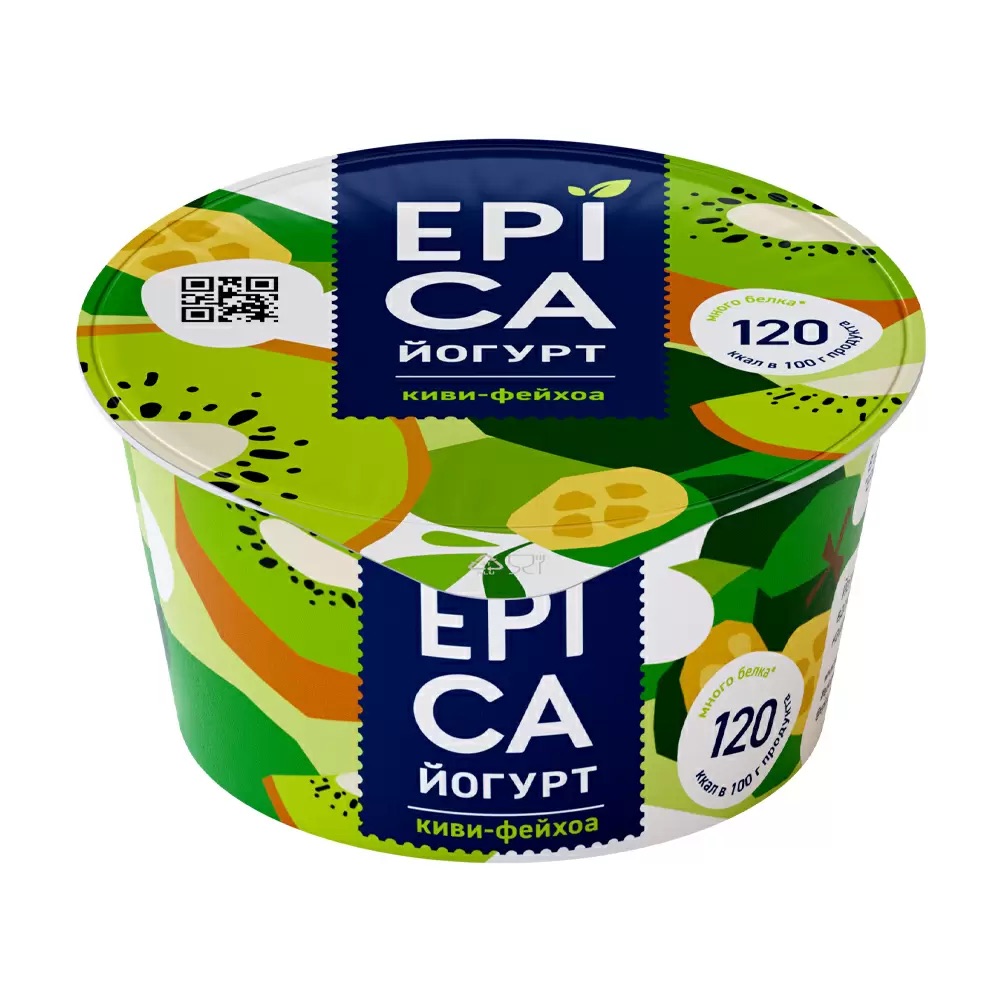 EPI
CA
ЙОГУРТ
киви-фейхоа
много белка*
120
ккал в 100 г продукта
EPI
CA
ЙОГУРТ
киви-фейхоа
много белка*
120
ккал в 100 г продукта